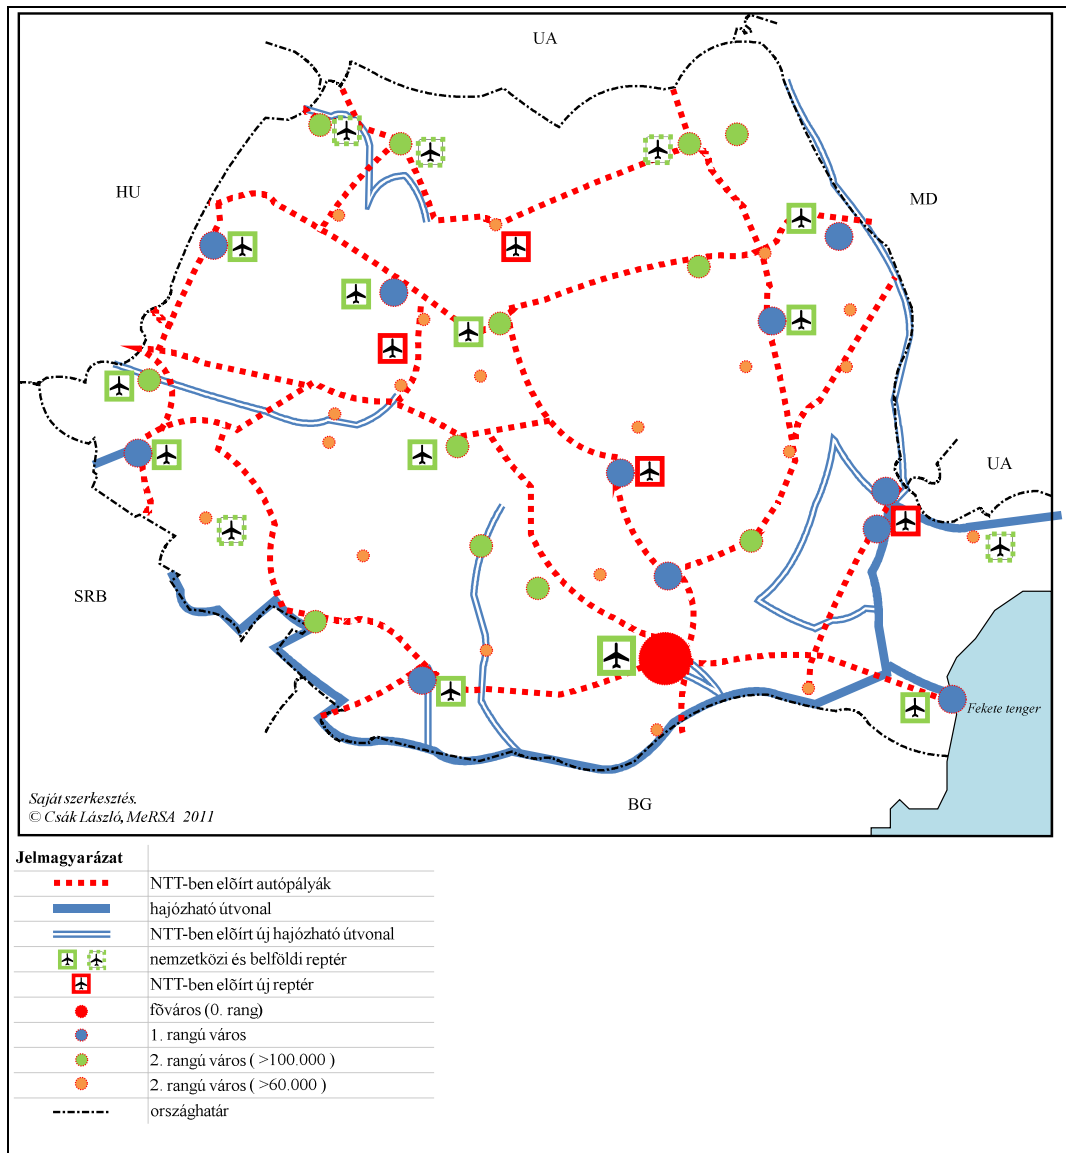 UA
HU
MD
UA
SRB
Fekete tenger
BG
Saját szerkesztés.
© Csák László, MeRSA 2011
Jelmagyarázat
NTT-ben elõírt autópályák
hajózható útvonal
NTT-ben elõírt új hajózható útvonal
nemzetközi és belföldi reptér
NTT-ben elõírt új reptér
fõváros (0. rang)
1. rangú város
2. rangú város ( >100.000 )
2. rangú város ( >60.000 )
országhatár